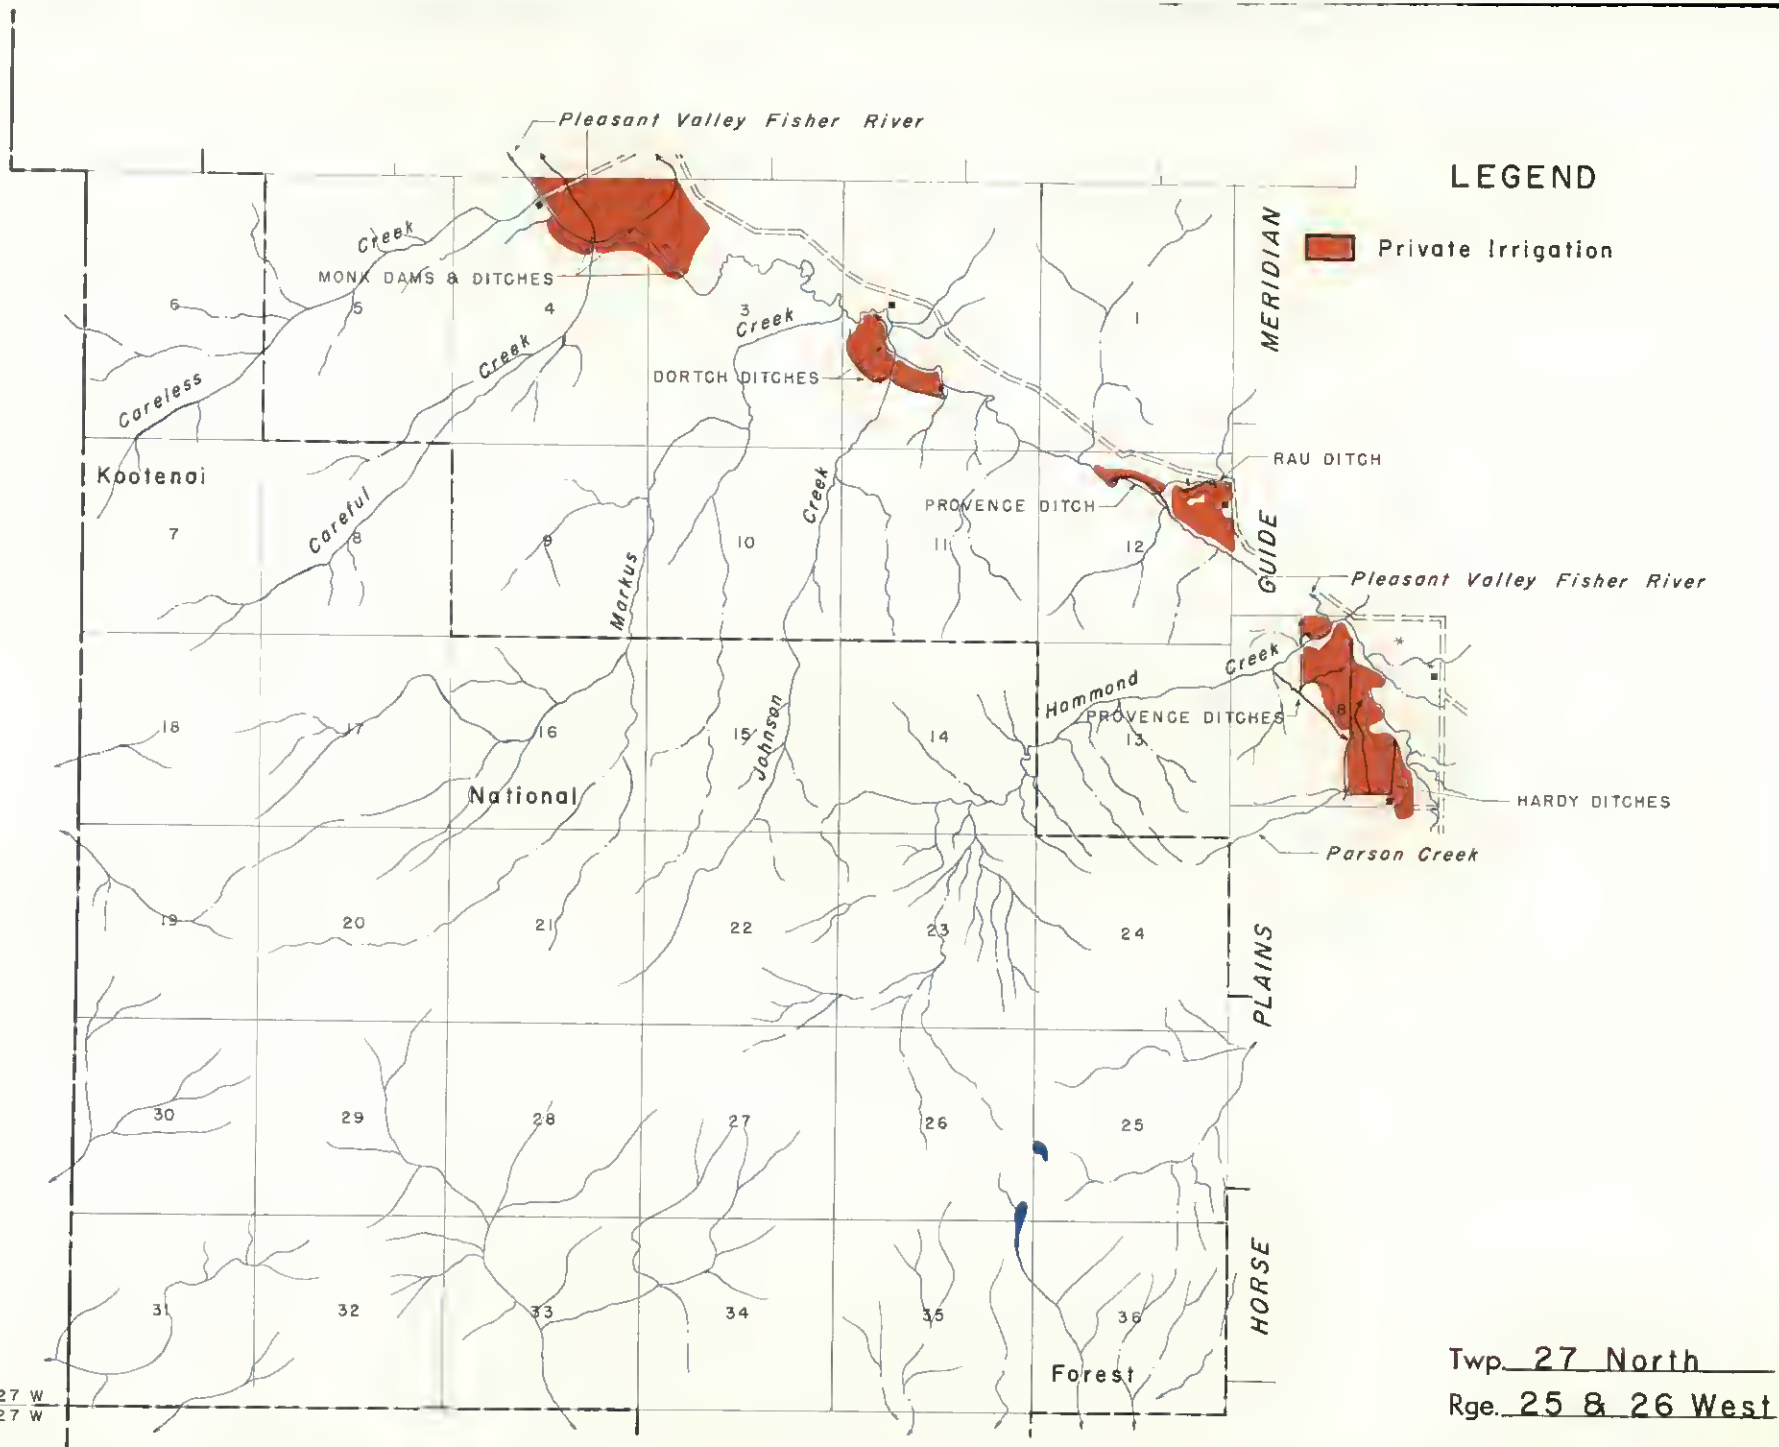 Pleasant Valley Fisher River
LEGEND
Private Irrigation
MERIDIAN
Creek
MONK DAMS & DITCHES
6
5
4
3
1
Creek
Creek
DORTCH DITCHES
Careless
Kootenai
RAU DITCH
PROVENCE DITCH
Creek
Careful
7
8
9
10
11
12
GUIDE
Markus
Pleasant Valley Fisher River
Creek
Hammond
PROVENCE DITCHES
8
18
17
16
15
14
13
Johnson
National
HARDY DITCHES
Parson Creek
19
20
21
22
23
24
PLAINS
30
29
28
27
26
25
HORSE
31
32
33
34
35
36
Forest
27 W
27 W
Twp. 27 North
Rge. 25 & 26 West